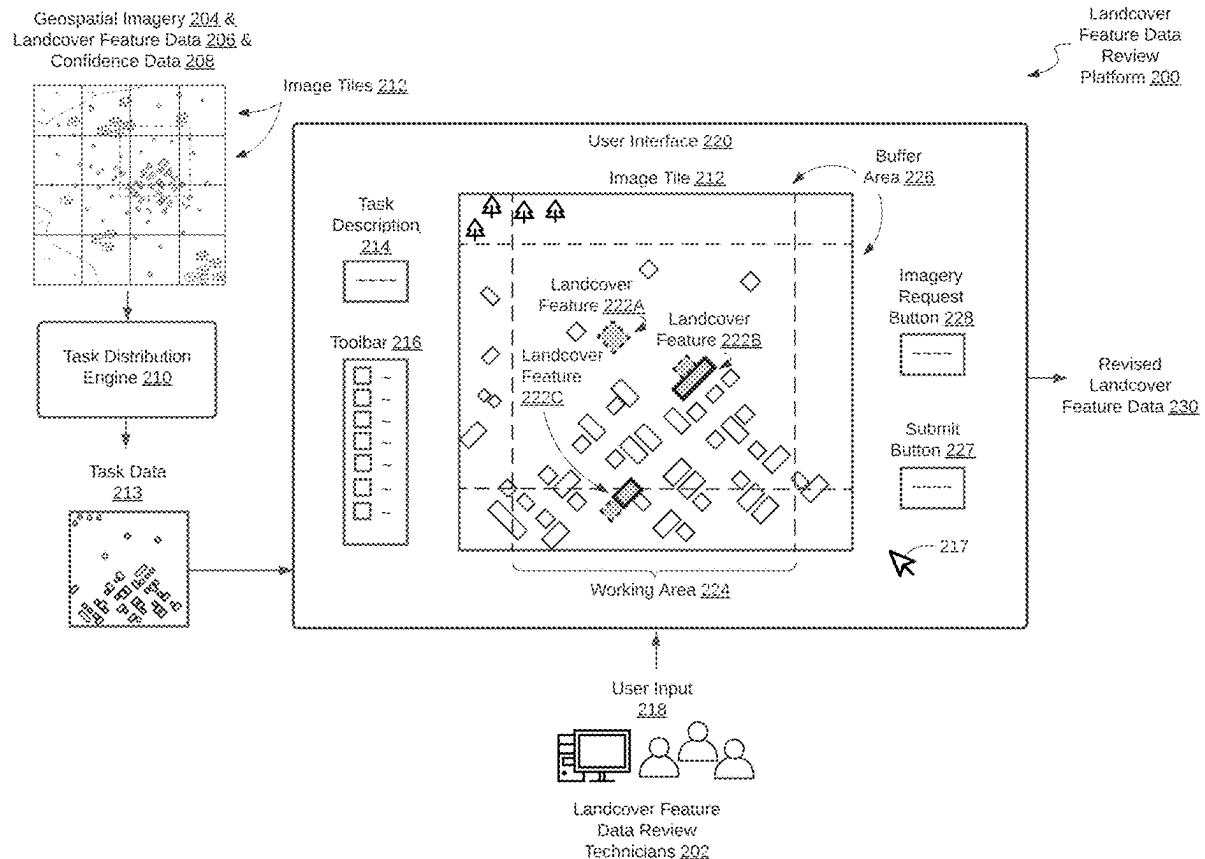 Geospatial Imagery 204 &
Landcover Feature Data 206 &
Confidence Data 208
Image Tiles 212
Landcover
Feature Data
Review
Platform 200
User Interface 220
Image Tile 212
Buffer
Area 226
Task
Description
214
Toolbar 216
Landcover
Feature 222A
Landcover
Feature 222B
Landcover
Feature
222C
Imagery
Request
Button 228
Submit
Button 227
217
Working Area 224
Task Distribution
Engine 210
Task Data
213
Revised
Landcover
Feature Data 230
User Input
218
Landcover Feature
Data Review
Technicians 202